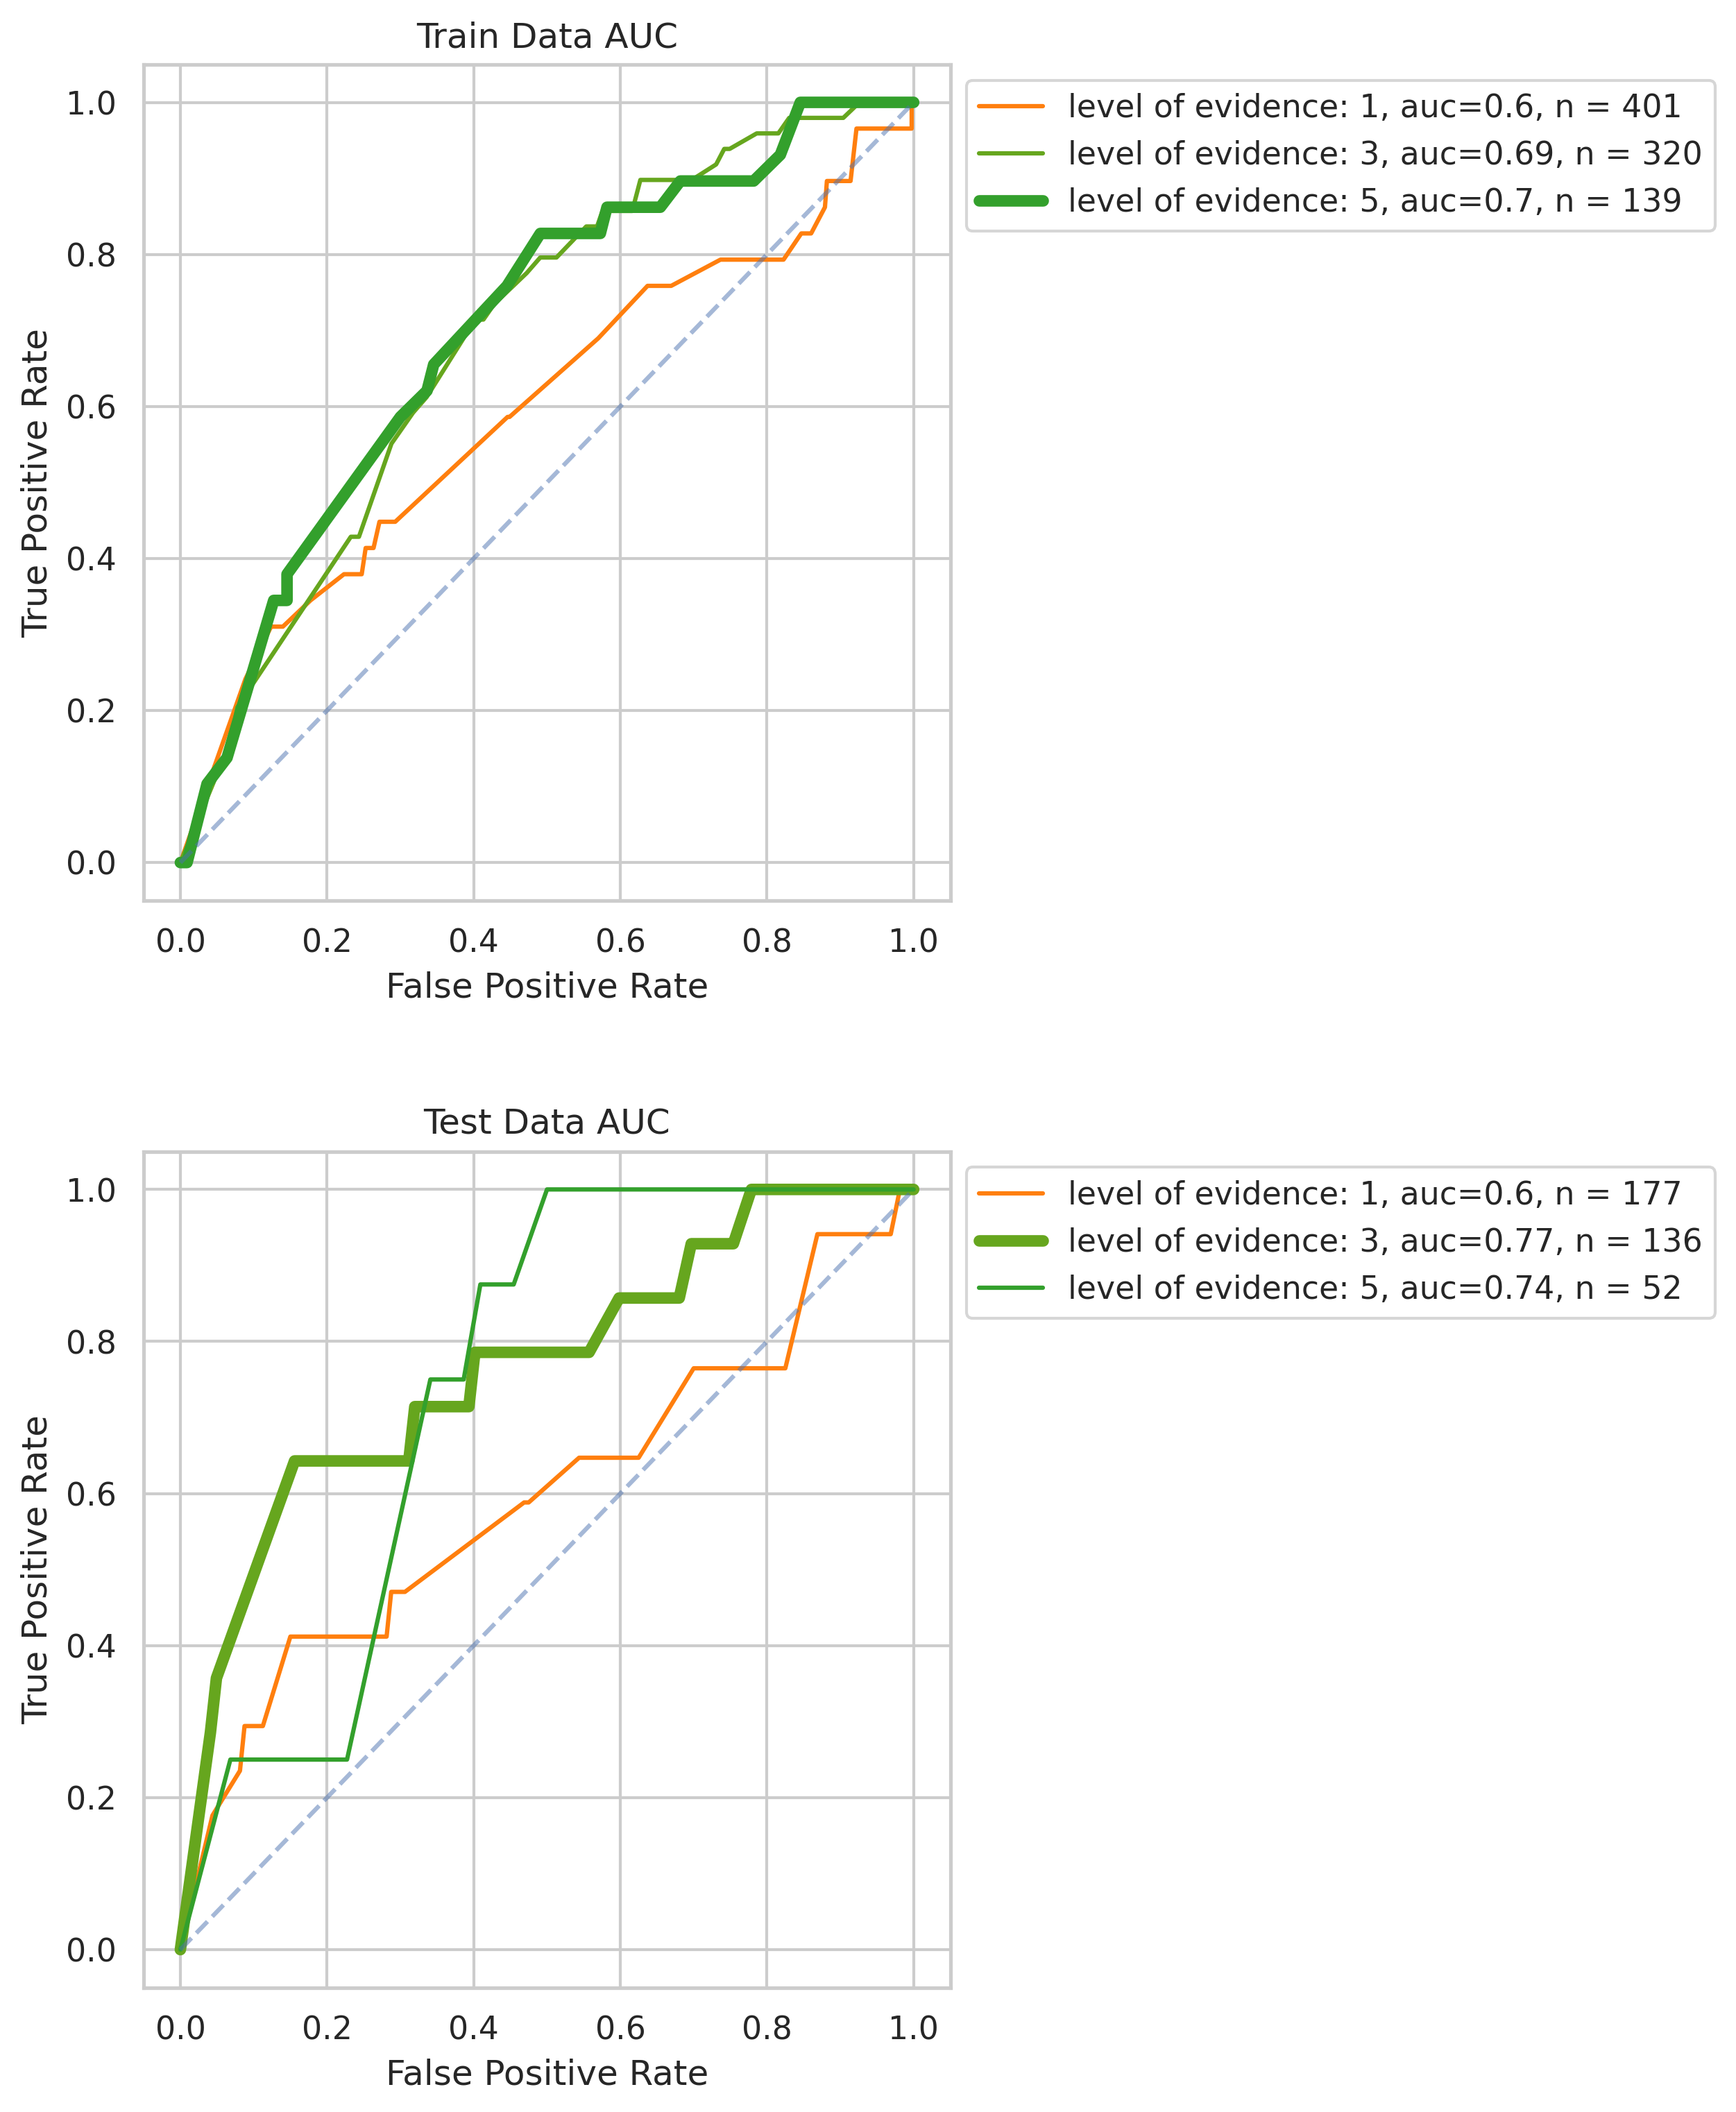 Train Data AUC
level of evidence: 1, auc=0.6, n = 401
level of evidence: 3, auc=0.69, n = 320
level of evidence: 5, auc=0.7, n = 139
True Positive Rate
1.0
0.8
0.6
0.4
0.2
0.0
0.0 0.2 0.4 0.6 0.8 1.0
False Positive Rate
Test Data AUC
level of evidence: 1, auc=0.6, n = 177
level of evidence: 3, auc=0.77, n = 136
level of evidence: 5, auc=0.74, n = 52
True Positive Rate
1.0
0.8
0.6
0.4
0.2
0.0
0.0 0.2 0.4 0.6 0.8 1.0
False Positive Rate